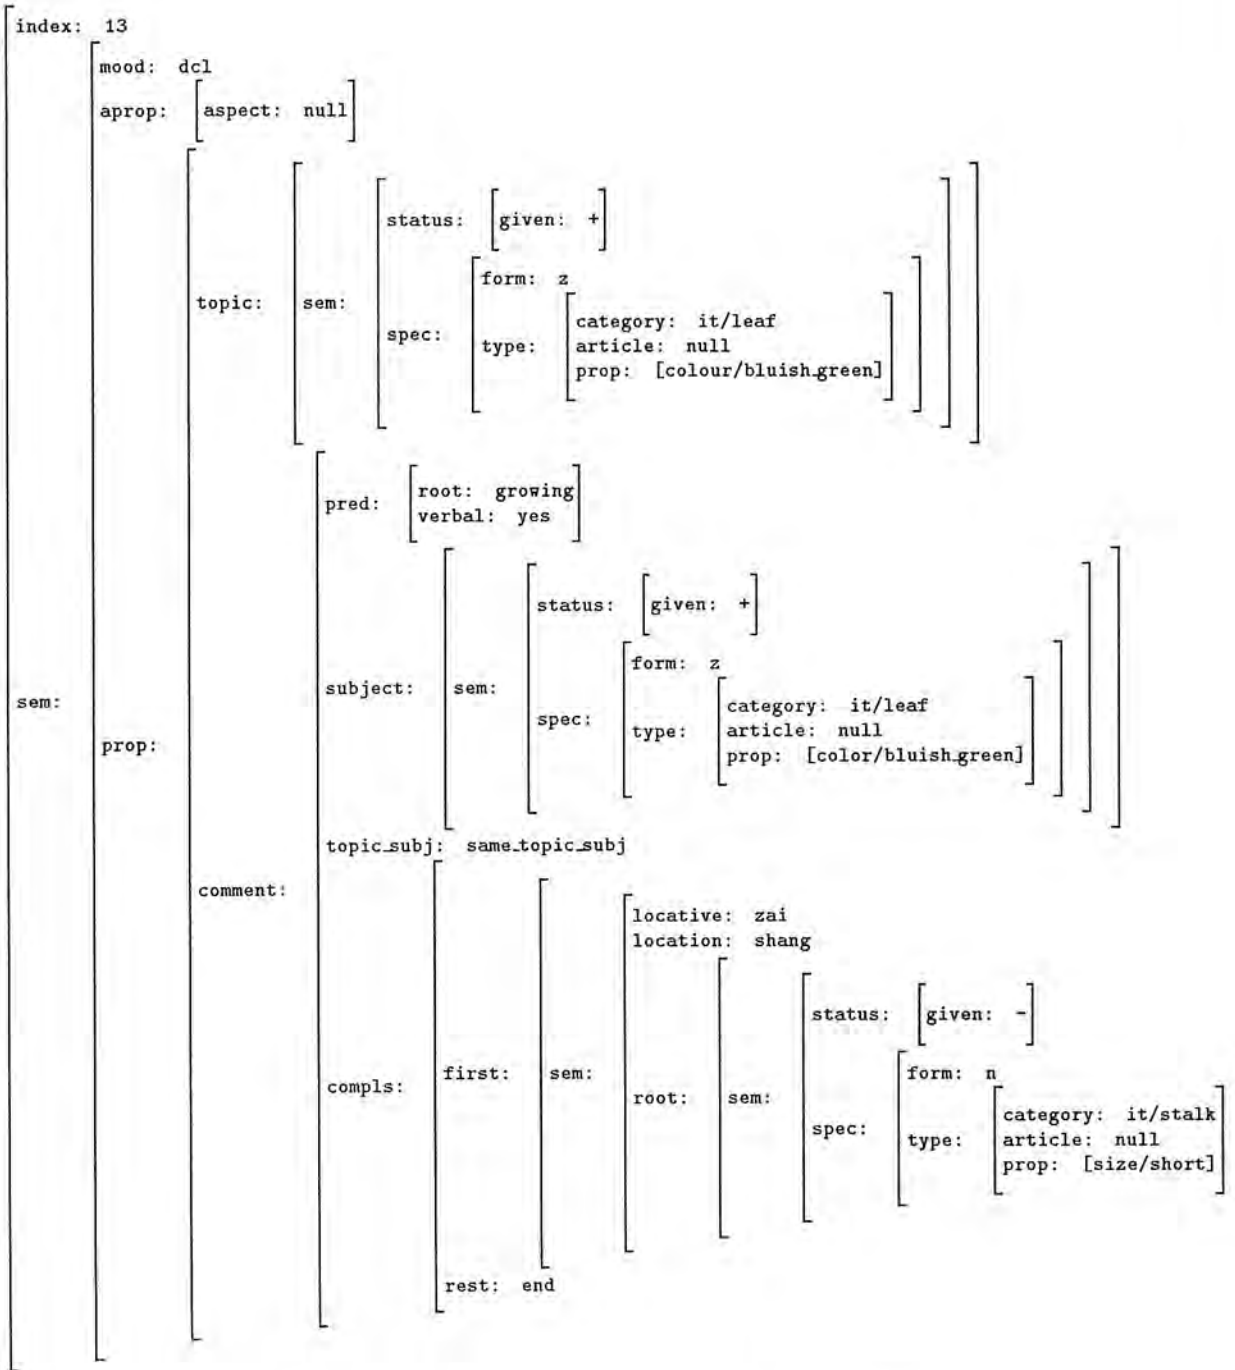 index: 13
mood: dcl
aprop: [aspect: null]
status: [given: +]
form: z
topic: sem:
category: it/leaf
spec: type: article: null
prop: [colour/bluish_green]
root: growing
pred:
verbal: yes
status: [given: +]
form: z
subject: sem:
sem:
category: it/leaf
spec: type: article: null
prop: prop: [color/bluish_green]
topic_subj: same_topic_subj
comment:
locative: zai
location: shang
status: [given: -]
form: n
compls: first: sem: root: sem:
category: it/stalk
spec: type: article: null
prop: [size/short]
rest: end